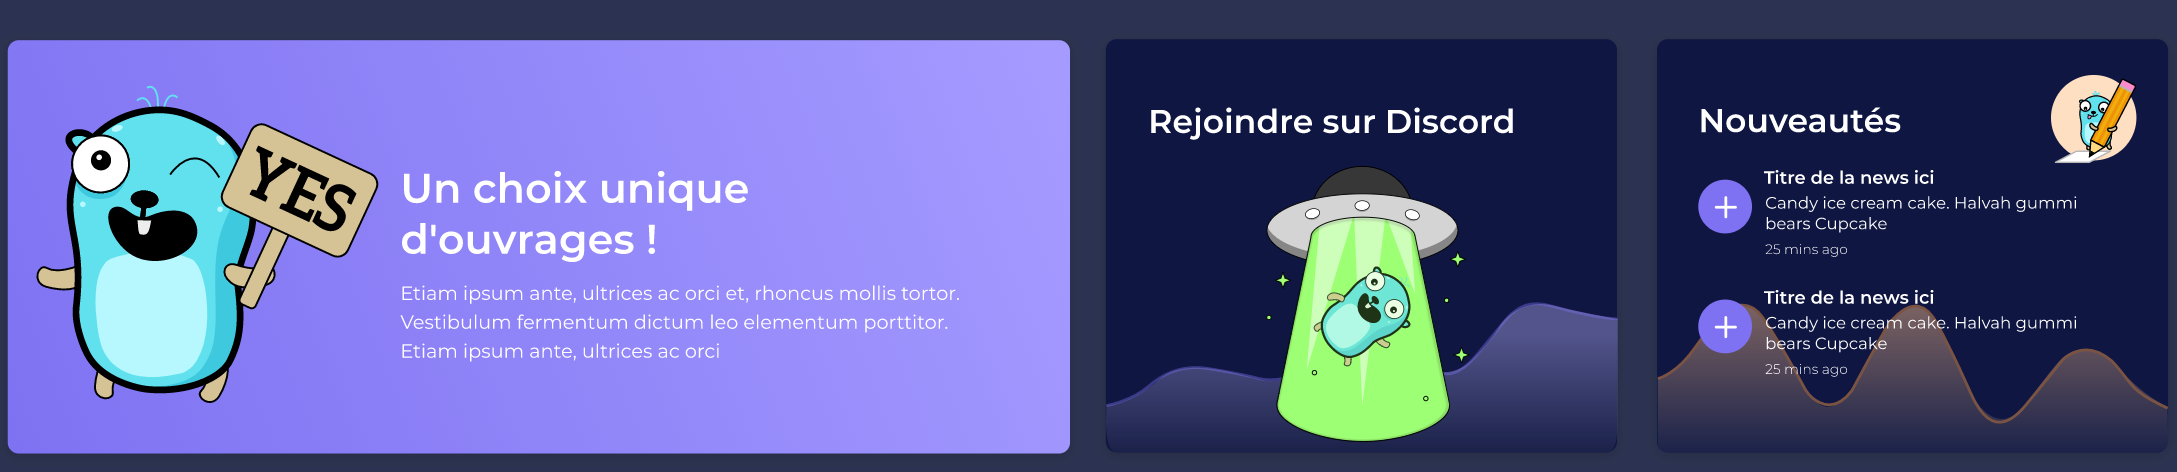 YES
Un choix unique
d'ouvrages !
Etiam ipsum ante, ultrices ac orci et, rhoncus mollis tortor.
Vestibulum fermentum dictum leo elementum porttitor.
Etiam ipsum ante, ultrices ac orci
Rejoindre sur Discord
Nouveautés
Titre de la news ici
Candy ice cream cake. Halvah gummi
bears Cupcake
25 mins ago
Titre de la news ici
Candy ice cream cake. Halvah gummi
bears Cupcake
25 mins ago